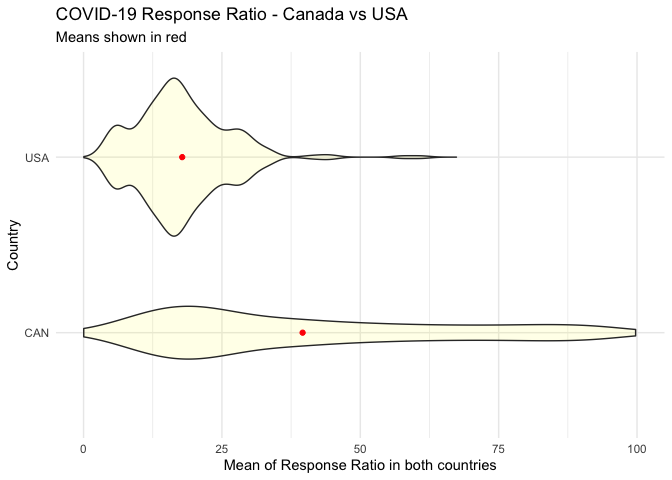 COVID-19 Response Ratio - Canada vs USA
Means shown in red
USA
CAN
Country
0 25 50 75 100
Mean of Response Ratio in both countries